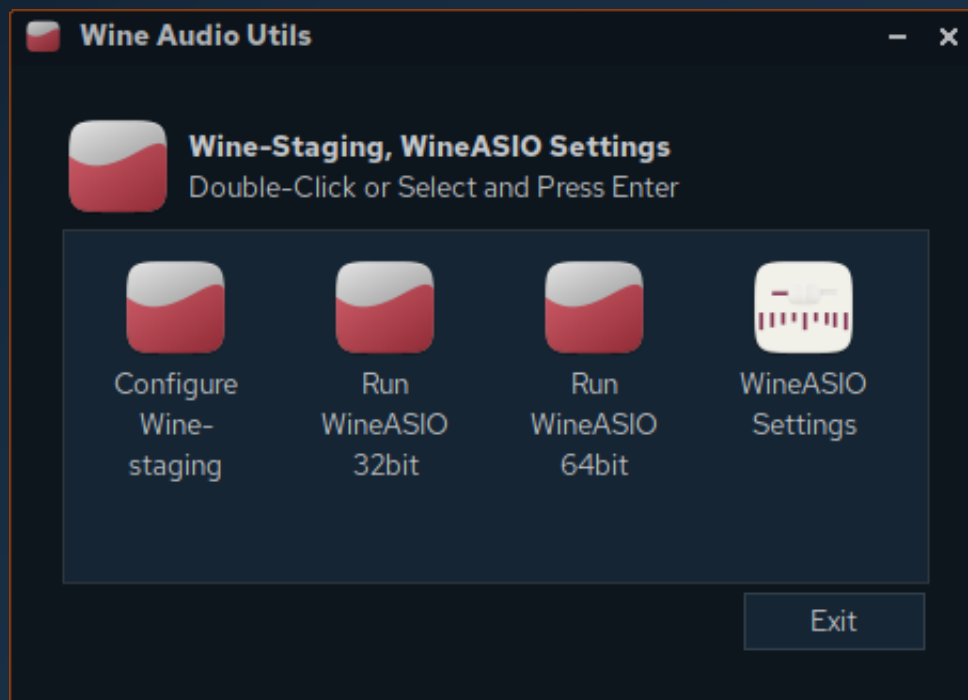 Wine Audio Utils
Wine-Staging, WineASIO Settings
Double-Click or Select and Press Enter
Configure
Wine-
staging
Run
WineASIO
32bit
Run
WineASIO
64bit
WineASIO
Settings
Exit